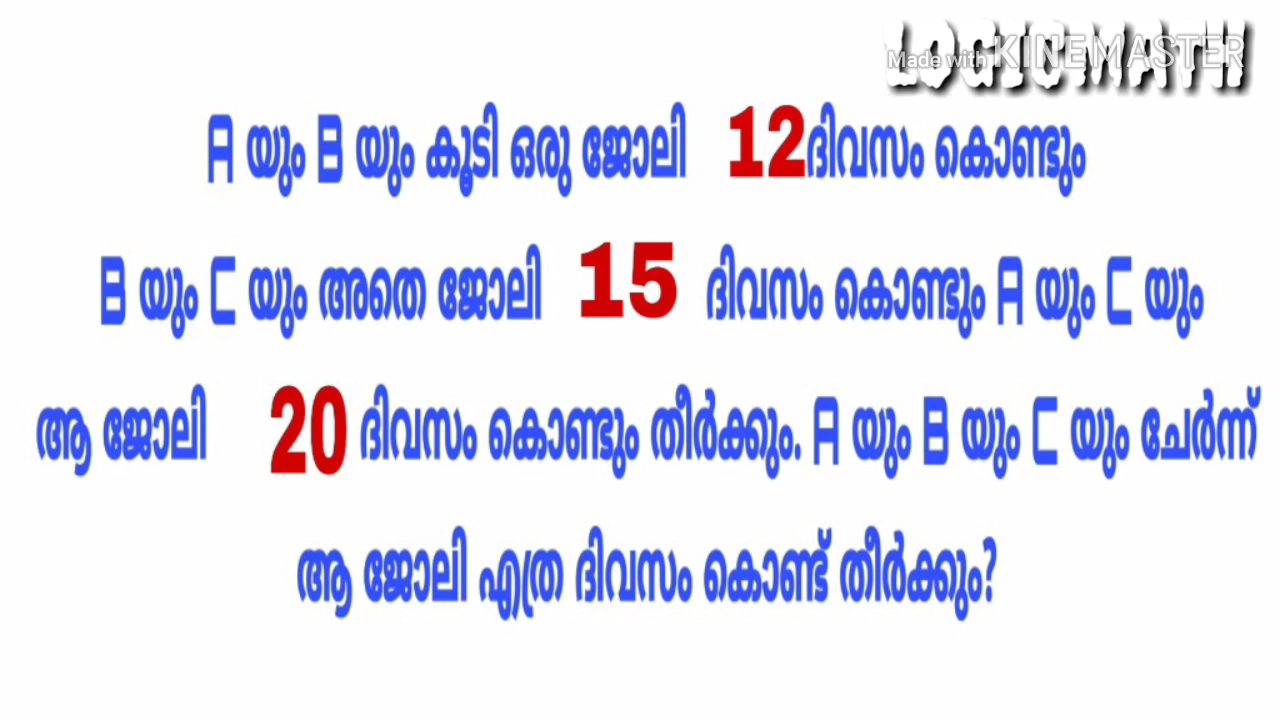 LOGICMATH
Made with KINEMASTER
A യും B യും കൂടി ഒരു ജോലി 12ദിവസം കൊണ്ടും
B യും C യും അതെ ജോലി 15 ദിവസം കൊണ്ടും A യും C യും
ആ ജോലി 20 ദിവസം കൊണ്ടും തീർക്കും. A യും B യും C യും ചേർന്ന്
ആ ജോലി എത്ര ദിവസം കൊണ്ട് തീർക്കും?